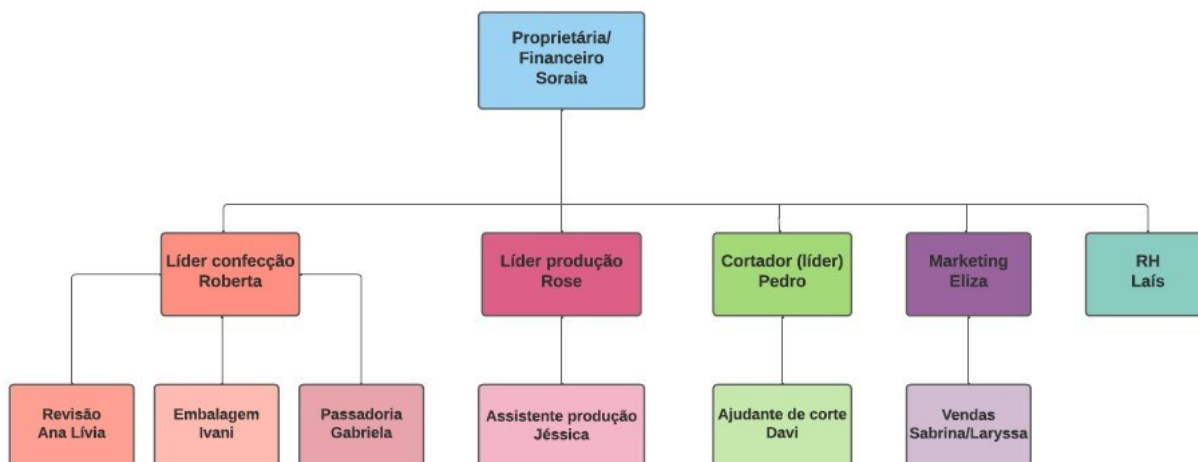 Proprietária/
Financeiro
Soraia
Líder confecção
Roberta
Líder produção
Rose
Cortador (líder)
Pedro
Marketing
Eliza
RH
Laís
Revisão
Ana Lívia
Embalagem
Ivani
Passadoria
Gabriela
Assistente produção
Jéssica
Ajudante de corte
Davi
Vendas
Sabrina/Laryssa